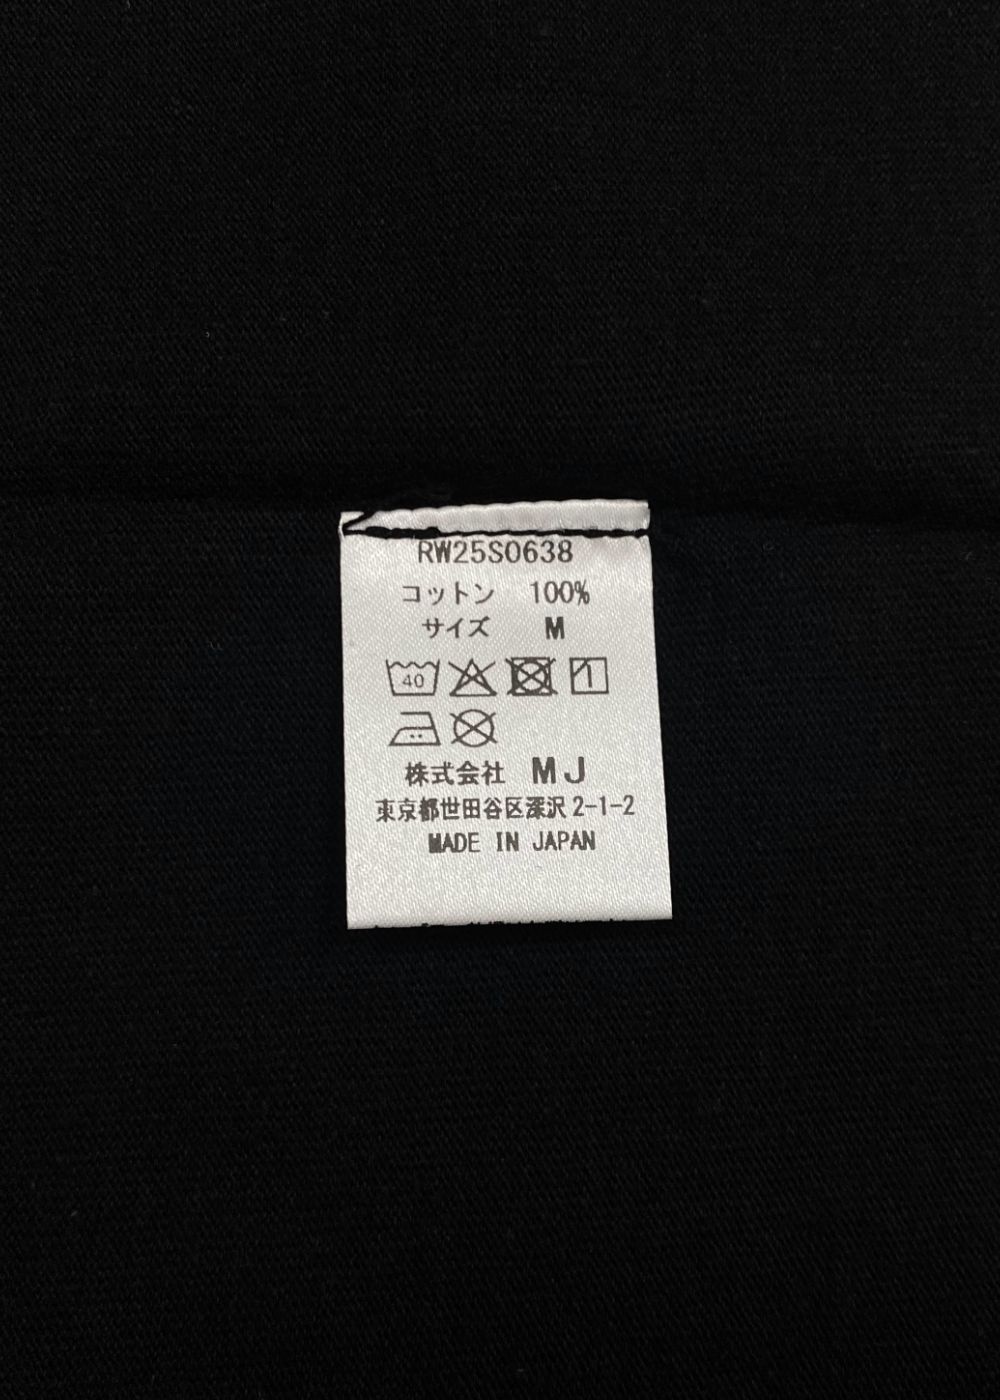 RW25S0638
コットン 100%
サイズ M
40
株式会社 MJ
東京都世田谷区深沢2-1-2
MADE IN JAPAN